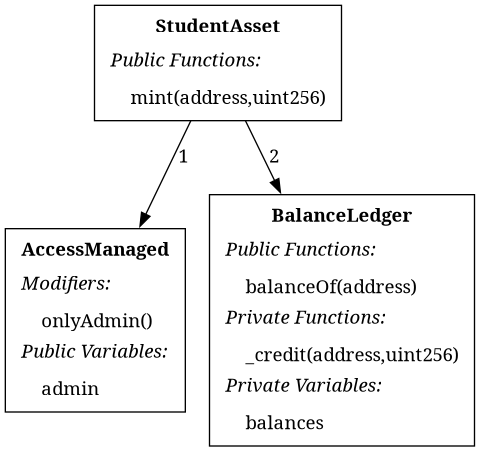 StudentAsset
Public Functions:
mint(address,uint256)
1
2
AccessManaged
Modifiers:
onlyAdmin()
Public Variables:
admin
BalanceLedger
Public Functions:
balanceOf(address)
Private Functions:
_credit(address,uint256)
Private Variables:
balances